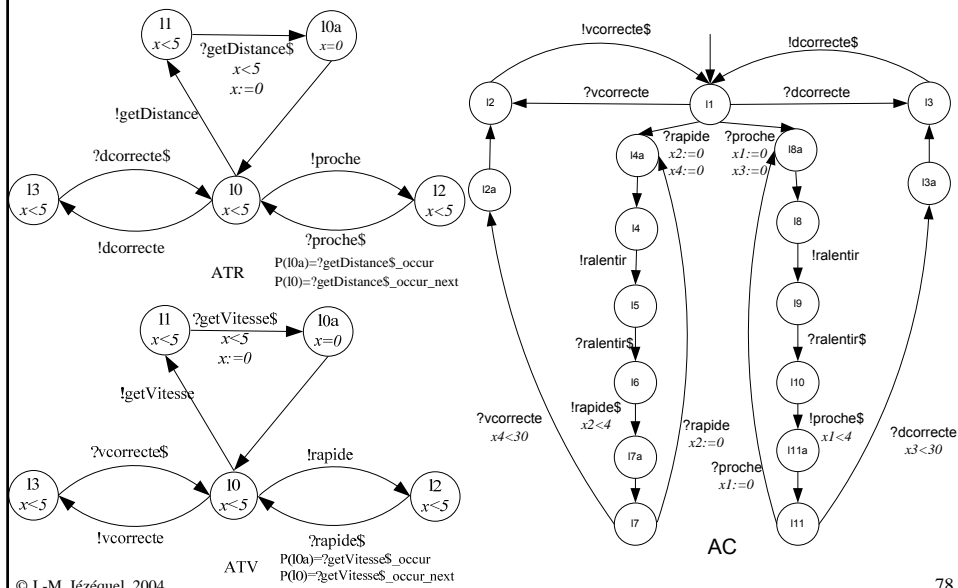 l1
x<5
?getDistance$
x<5
x:=0
l0a
x=0
!getDistance
?dcorrecte$
!proche
l3
x<5
l0
x<5
l2
x<5
!dcorrecte
?proche$
ATR
P(l0a)=?getDistance$_occur
P(l0)=?getDistance$_occur_next
l1
x<5
?getVitesse$
x<5
x:=0
l0a
x=0
!getVitesse
?vcorrecte$
!rapide
l3
x<5
l0
x<5
l2
x<5
!vcorrecte
?rapide$
ATV
P(l0a)=?getVitesse$_occur
P(l0)=?getVitesse$_occur_next
!vcorrecte$
!dcorrecte$
l2
?vcorrecte
l1
?dcorrecte
l3
?rapide
x2:=0
x4:=0
?proche
x1:=0
x3:=0
l4a
l8a
l2a
l3a
l4
l8
!ralentir
!ralentir
l5
l9
?ralentir$
?ralentir$
l6
l10
!rapide$
x2<4
!proche$
x1<4
?vcorrecte
x4<30
?rapide
x2:=0
?dcorrecte
x3<30
l7a
l11a
?proche
x1:=0
l7
l11
AC
© J.-M. Jézéquel, 2004
78